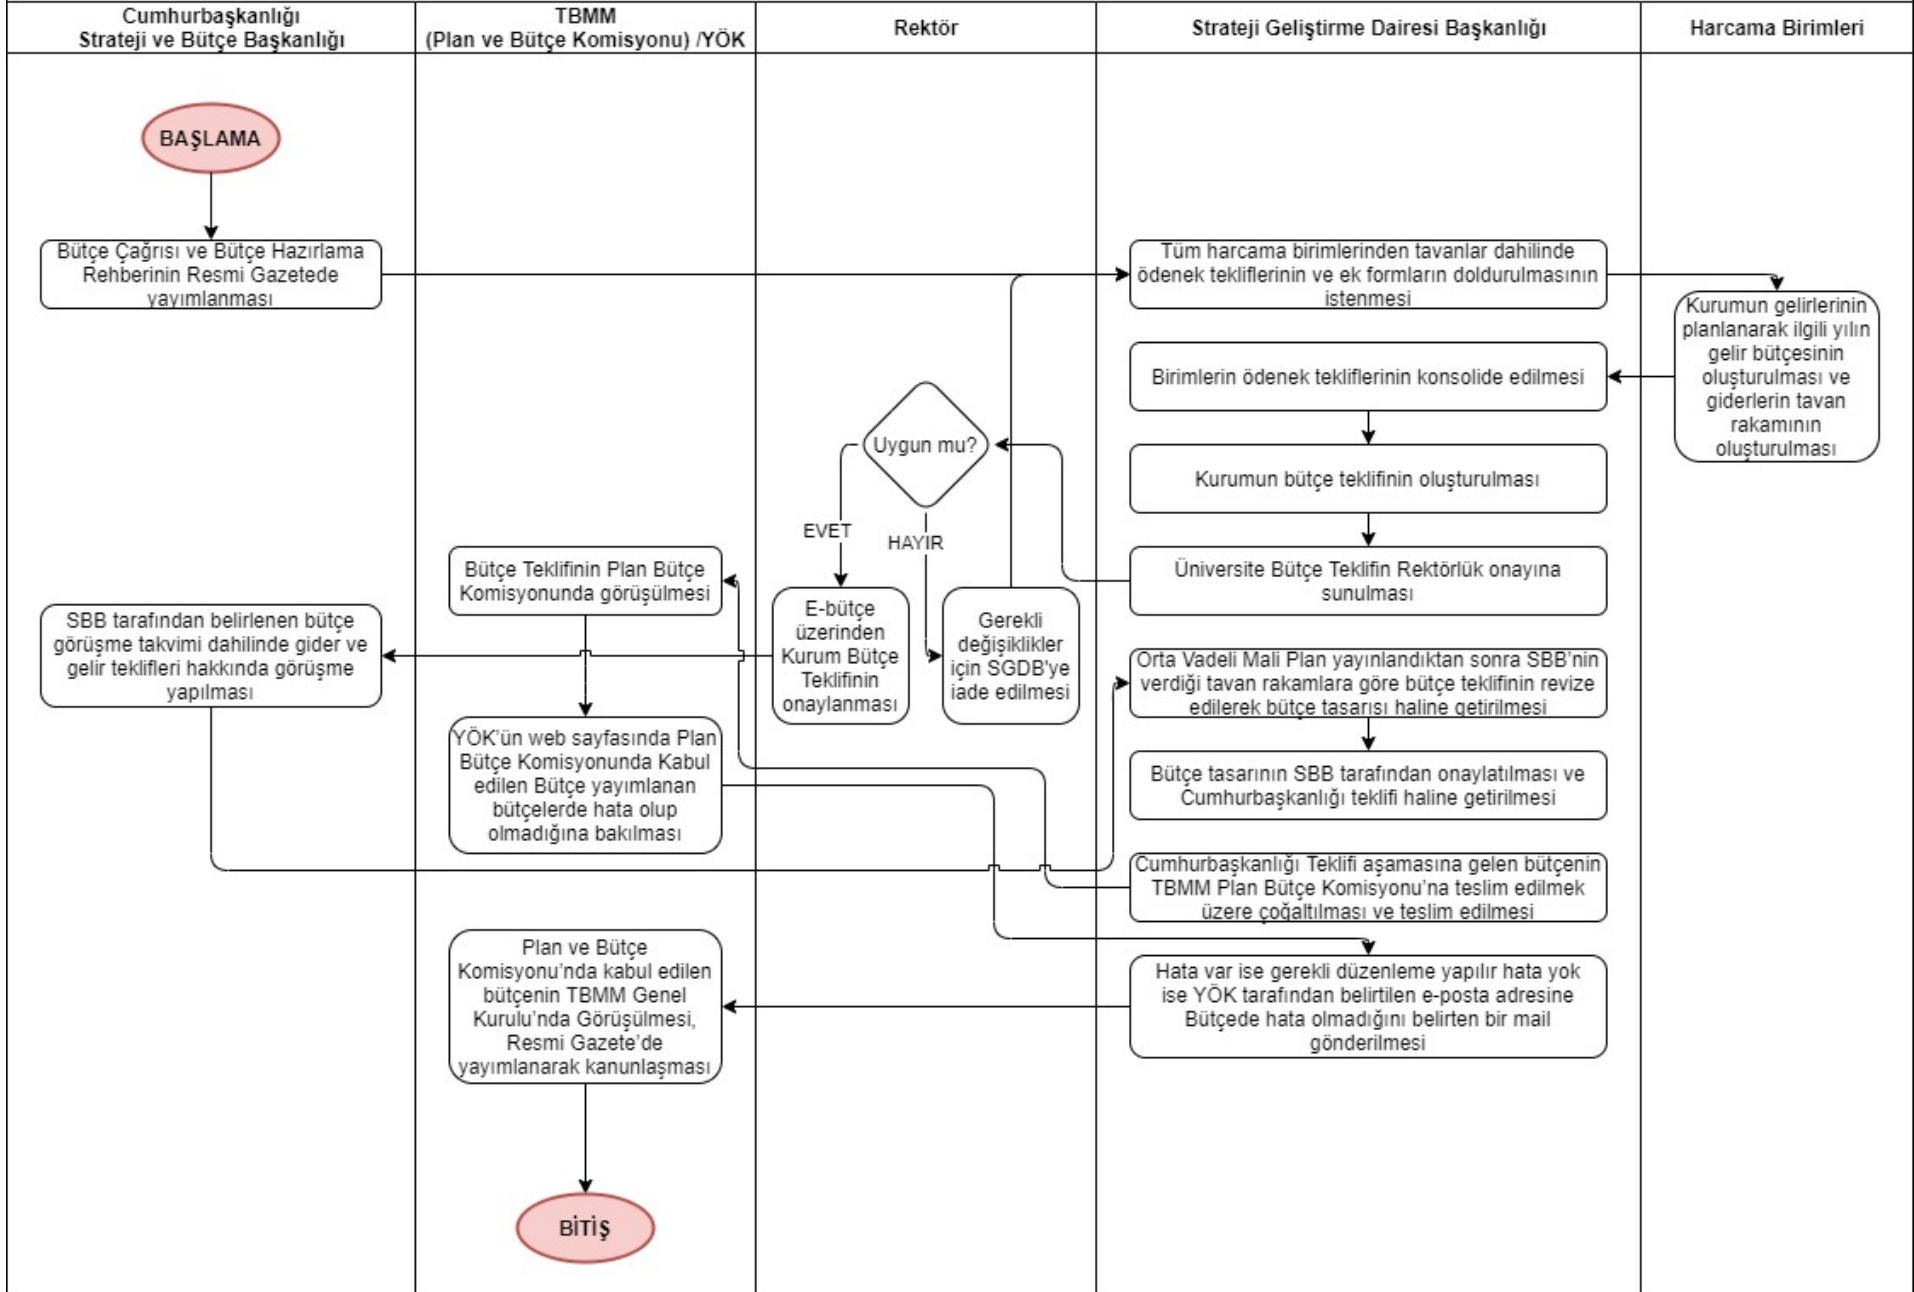 Cumhurbaşkanlığı
Strateji ve Bütçe Başkanlığı
TBMM
(Plan ve Bütçe Komisyonu) /YÖK
Rektör
Strateji Geliştirme Dairesi Başkanlığı
Harcama Birimleri
BAŞLAMA
Bütçe Çağrısı ve Bütçe Hazırlama
Rehberinin Resmi Gazetede
yayımlanması
Tüm harcama birimlerinden tavanlar dahilinde
ödenek tekliflerinin ve ek formların doldurulmasının
istenmesi
Kurumun gelirlerinin
planlanarak ilgili yılın
gelir bütçesinin
oluşturulması ve
giderlerin tavan
rakamının
oluşturulması
Birimlerin ödenek tekliflerinin konsolide edilmesi
Kurumun bütçe teklifinin oluşturulması
Üniversite Bütçe Teklifin Rektörlük onayına
sunulması
Uygun mu?
EVET
HAYIR
E-bütçe
üzerinden
Kurum Bütçe
Teklifinin
onaylanması
Gerekli
değişiklikler
için SGDB'ye
iade edilmesi
SBB tarafından belirlenen bütçe
görüşme takvimi dahilinde gider ve
gelir teklifleri hakkında görüşme
yapılması
Orta Vadeli Mali Plan yayınlandıktan sonra SBB'nin
verdiği tavan rakamlara göre bütçe teklifinin revize
edilerek bütçe tasarısı haline getirilmesi
Bütçe tasarının SBB tarafından onaylatılması ve
Cumhurbaşkanlığı teklifi haline getirilmesi
Cumhurbaşkanlığı Teklifi aşamasına gelen bütçenin
TBMM Plan Bütçe Komisyonu'na teslim edilmek
üzere çoğaltılması ve teslim edilmesi
Bütçe Teklifinin Plan Bütçe
Komisyonunda görüşülmesi
YÖK'ün web sayfasında Plan
Bütçe Komisyonunda Kabul
edilen Bütçe yayımlanan
bütçelerde hata olup
olmadığına bakılması
Hata var ise gerekli düzenleme yapılır hata yok
ise YÖK tarafından belirtilen e-posta adresine
Bütçede hata olmadığını belirten bir mail
gönderilmesi
Plan ve Bütçe
Komisyonu'nda kabul edilen
bütçenin TBMM Genel
Kurulu'nda Görüşülmesi,
Resmi Gazete'de
yayımlanarak kanunlaşması
BİTİŞ